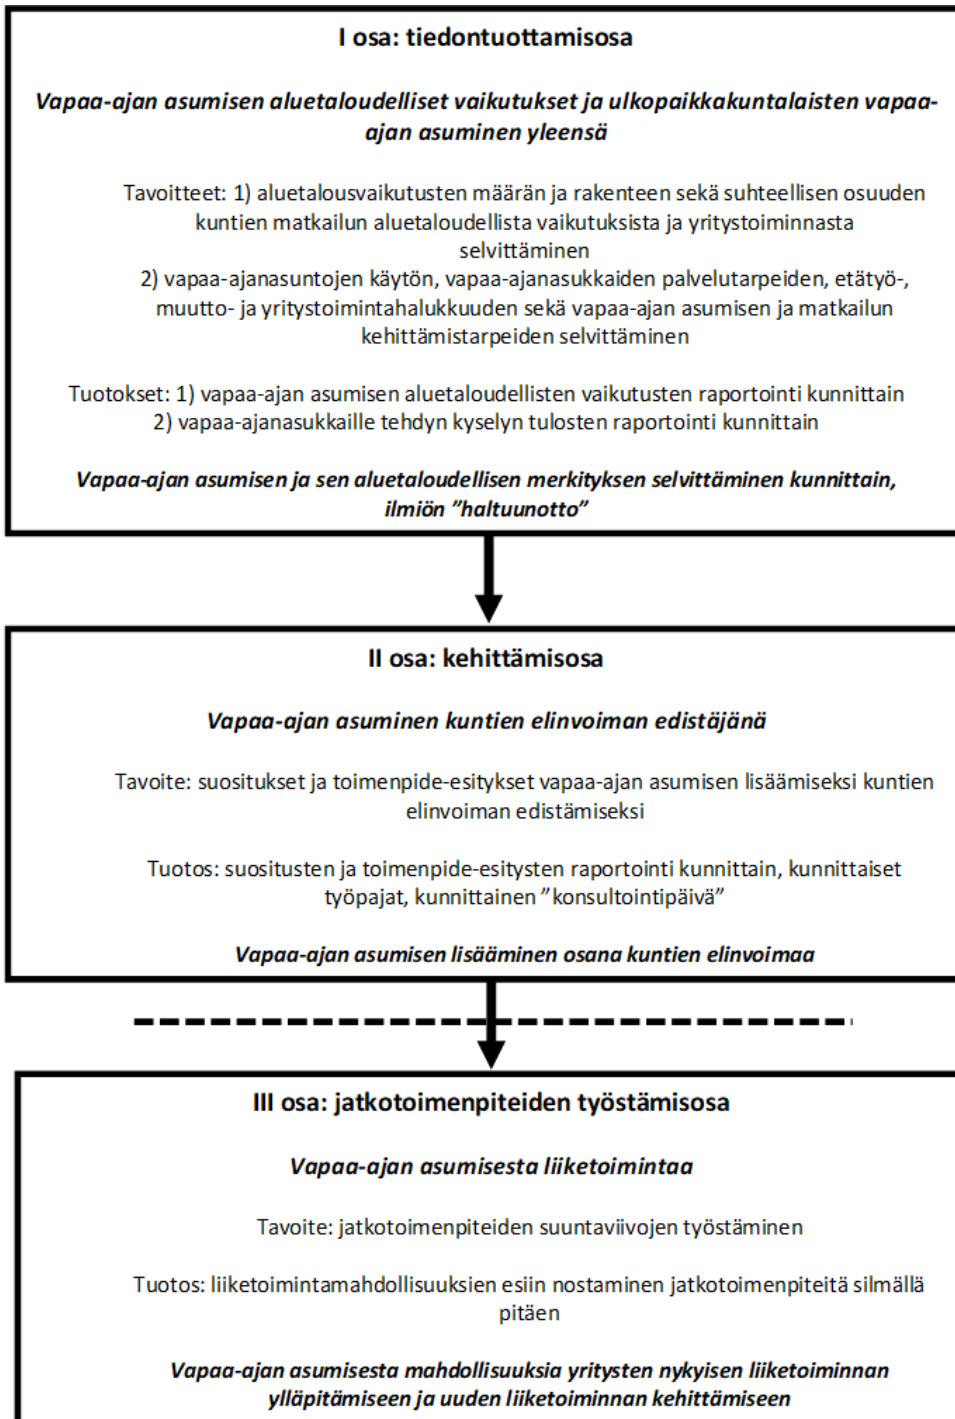 I osa: tiedontuottamisosa
Vapaa-ajan asumisen aluetaloudelliset vaikutukset ja ulkopaikkakuntalaisten vapaa-
ajan asuminen yleensä
Tavoitteet: 1) aluetalousvaikutusten määrän ja rakenteen sekä suhteellisen osuuden
kuntien matkailun aluetaloudellista vaikutuksista ja yritystoiminnasta
selvittäminen
2) vapaa-ajanasuntojen käytön, vapaa-ajanasukkaiden palvelutarpeiden, etätyö-,
muutto- ja yritystoimintahalukkuuden sekä vapaa-ajan asumisen ja matkailun
kehittämistarpeiden selvittäminen
Tuotokset: 1) vapaa-ajan asumisen aluetaloudellisten vaikutusten raportointi kunnittain
2) vapaa-ajanasukkaille tehdyn kyselyn tulosten raportointi kunnittain
Vapaa-ajan asumisen ja sen aluetaloudellisen merkityksen selvittäminen kunnittain,
ilmiön ”haltuunotto”
II osa: kehittämisosa
Vapaa-ajan asuminen kuntien elinvoiman edistäjänä
Tavoite: suositukset ja toimenpide-esitykset vapaa-ajan asumisen lisäämiseksi kuntien
elinvoiman edistämiseksi
Tuotos: suositusten ja toimenpide-esitysten raportointi kunnittain, kunnittaiset
työpajat, kunnittainen ”konsultointipäivä”
Vapaa-ajan asumisen lisääminen osana kuntien elinvoimaa
III osa: jatkotoimenpiteiden työstämisosa
Vapaa-ajan asumisesta liiketoimintaa
Tavoite: jatkotoimenpiteiden suuntaviivojen työstäminen
Tuotos: liiketoimintamahdollisuuksien esiin nostaminen jatkotoimenpiteitä silmällä
pitäen
Vapaa-ajan asumisesta mahdollisuuksia yritysten nykyisen liiketoiminnan
ylläpitämiseen ja uuden liiketoiminnan kehittämiseen